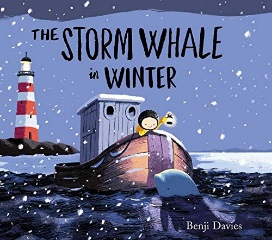 THE STORM WHALE
in WINTER
Benji Davies